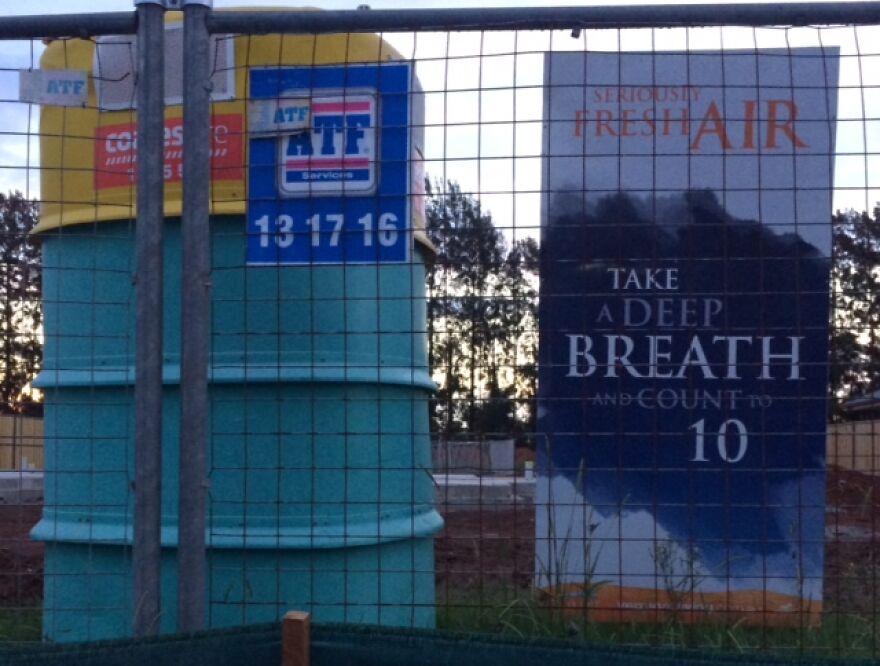 ATF
ATF
ATF
Services
13 17 16
SERIOUSLY
FRESH AIR
TAKE
A DEEP
BREATH
AND COUNT TO
10